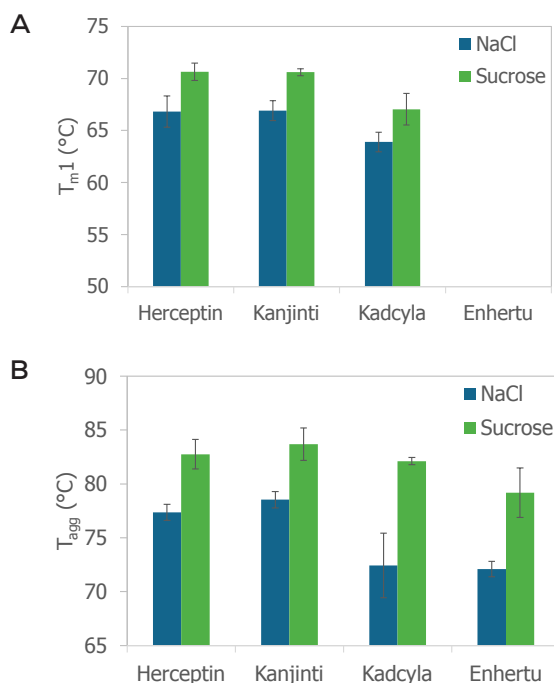 A
75
70
65
60
55
50
Tm1 (°C)
NaCl
Sucrose
Herceptin Kanjinti Kadcyla Enhertu
B
90
85
80
75
70
65
Tagg (°C)
NaCl
Sucrose
Herceptin Kanjinti Kadcyla Enhertu